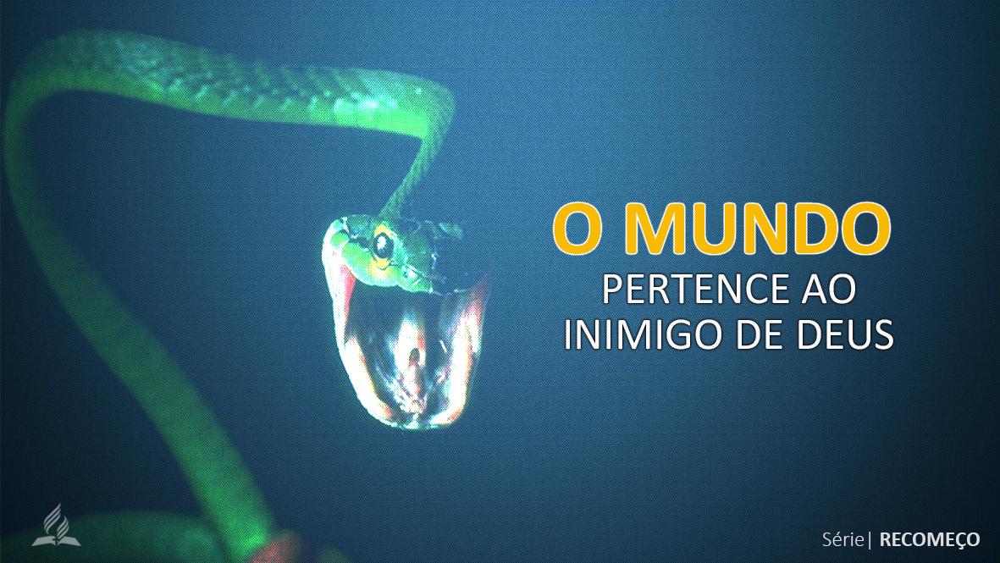 O MUNDO
PERTENCE AO
INIMIGO DE DEUS
Série| RECOMEÇO